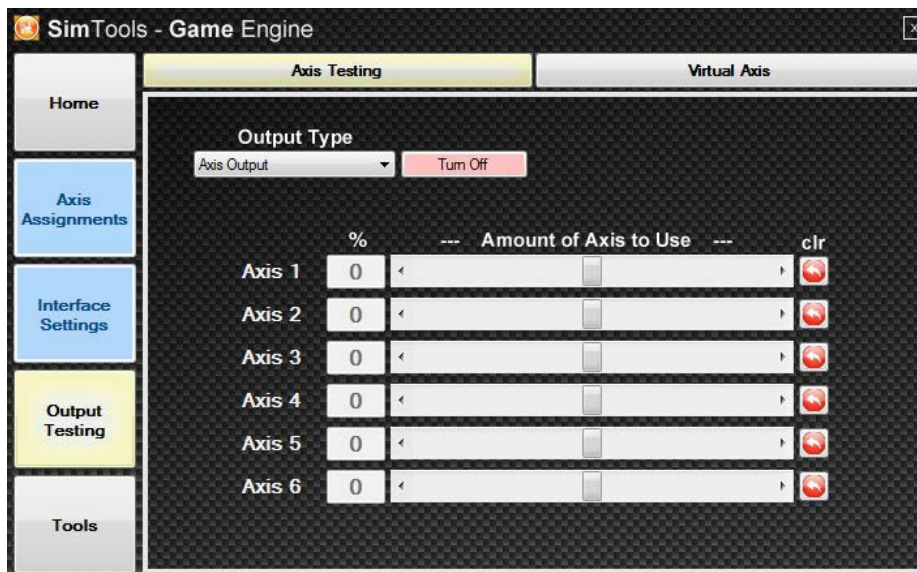 SimTools - Game Engine
x
Axis Testing
Virtual Axis
Home
Output Type
Axis Output
Turn Off
Axis
Assignments
% --- Amount of Axis to Use --- clr
Axis 1 0
Interface
Settings
Axis 2 0
Axis 3 0
Axis 4 0
Output
Testing
Axis 5 0
Axis 6 0
Tools